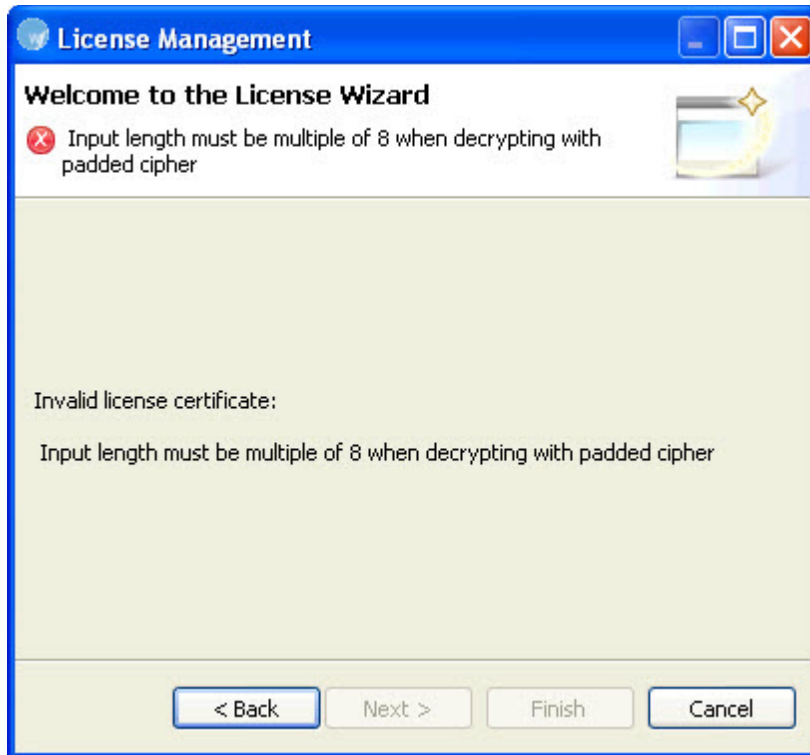 License Management
Welcome to the License Wizard
Input length must be multiple of 8 when decrypting with
padded cipher
Invalid license certificate:
Input length must be multiple of 8 when decrypting with padded cipher
< Back
Next >
Finish
Cancel